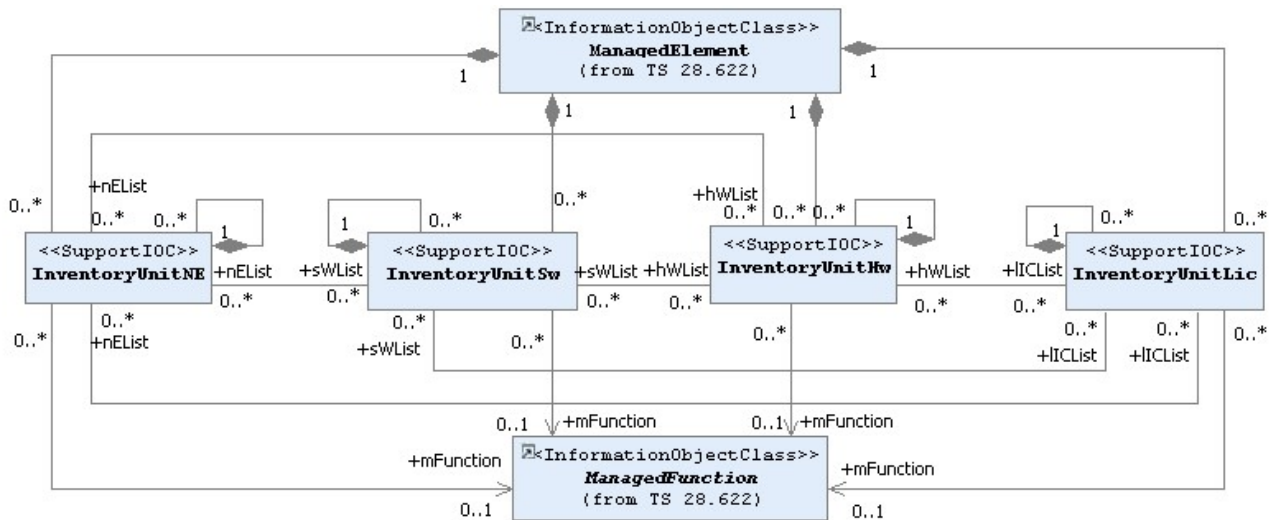 <InformationObjectClass>>
ManagedElement
(from TS 28.622)
1
1
1
1
+nEList
+hWList
0..*
0..*
0..*
0..*
0..*
0..*
0..*
0..*
0..*
0..*
1
1
1
1
<<SupportIOC>>
InventoryUnitNE
<<SupportIOC>>
InventoryUnitSw
<<SupportIOC>>
InventoryUnitHw
<<SupportIOC>>
InventoryUnitLic
+nEList
+sWList
+sWList
+hWList
+hWList
+lICList
0..*
0..*
0..*
0..*
0..*
0..*
0..*
0..*
0..*
0..*
0..*
0..*
0..*
0..*
+nEList
+sWList
+lICList
+lICList
0..1
+mFunction
0..1
+mFunction
<InformationObjectClass>>
ManagedFunction
(from TS 28.622)
+mFunction
0..1
+mFunction
0..1